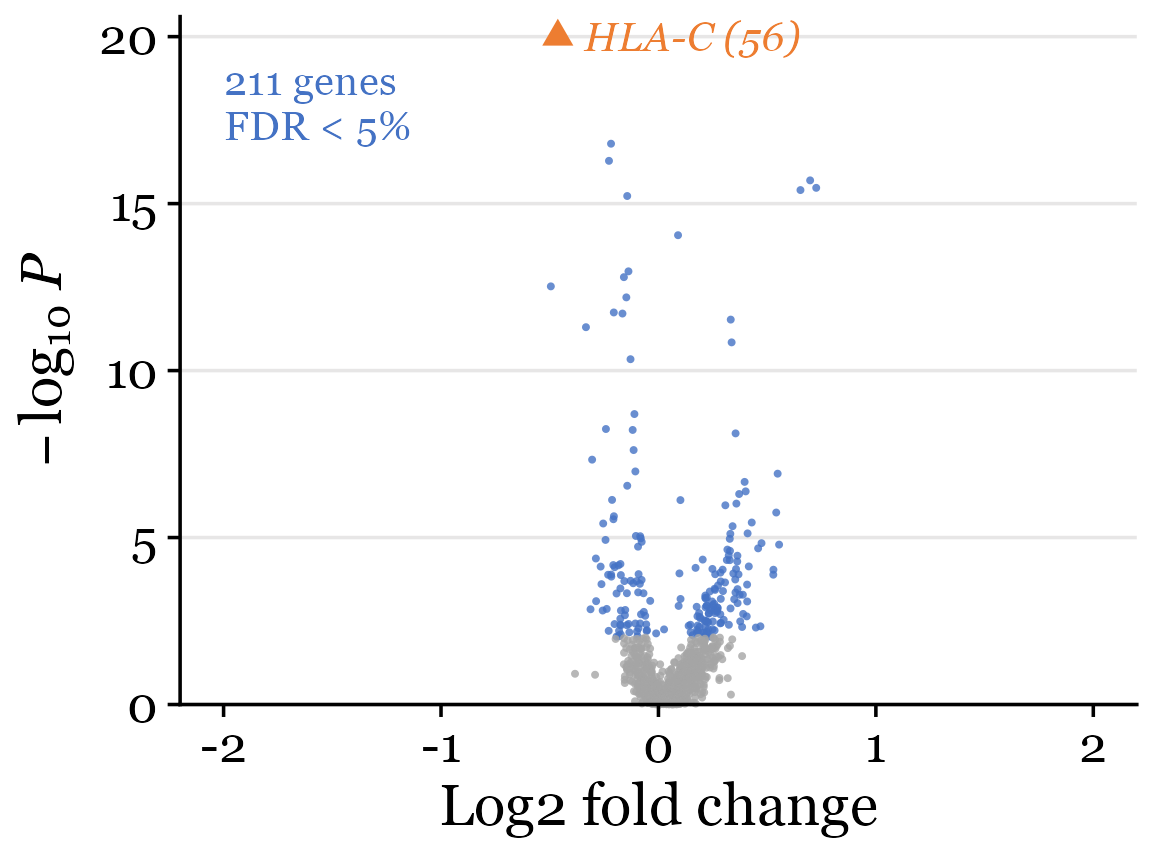 20
HLA-C (56)
211 genes
FDR < 5%
15
10
5
0
−log₁₀ P
-2 -1 0 1 2
Log2 fold change